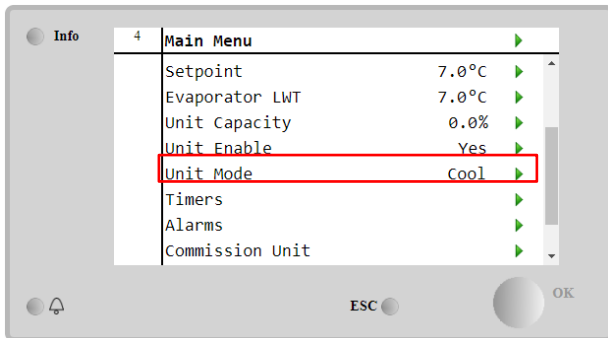 Info
4 Main Menu
Setpoint 7.0°C
Evaporator LWT 7.0°C
Unit Capacity 0.0%
Unit Enable Yes
Unit Mode Cool
Timers
Alarms
Commission Unit
ESC
OK